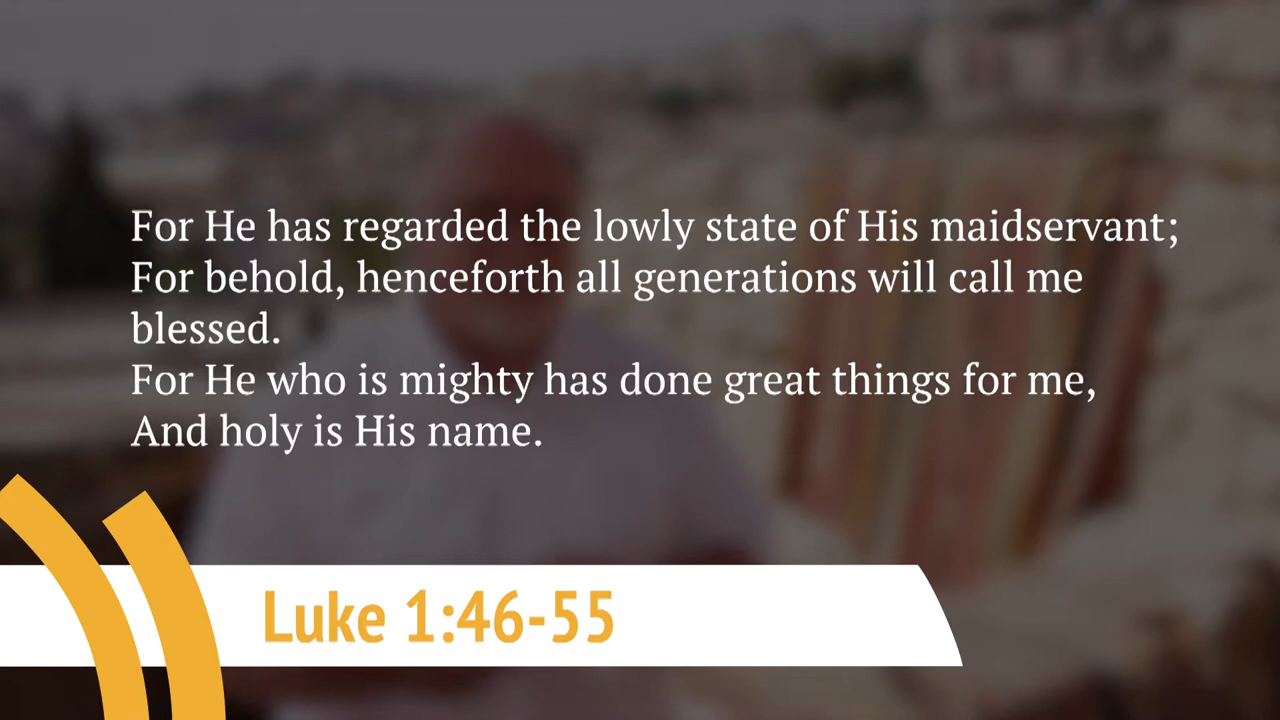 For He has regarded the lowly state of His maidservant;
For behold, henceforth all generations will call me
blessed.
For He who is mighty has done great things for me,
And holy is His name.
Luke 1:46-55